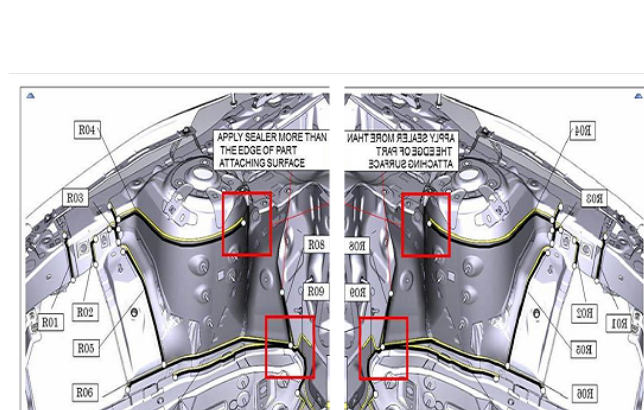 R04
APPLY SEALER MORE THAN
THE EDGE OF PART
ATTACHING SURFACE
R03
R08
R09
R02
R01
R05
R06
APPLY SEALER MORE THAN
THE EDGE OF PART
ATTACHING SURFACE
R04
R03
R08
R09
R02
R01
R05
R06